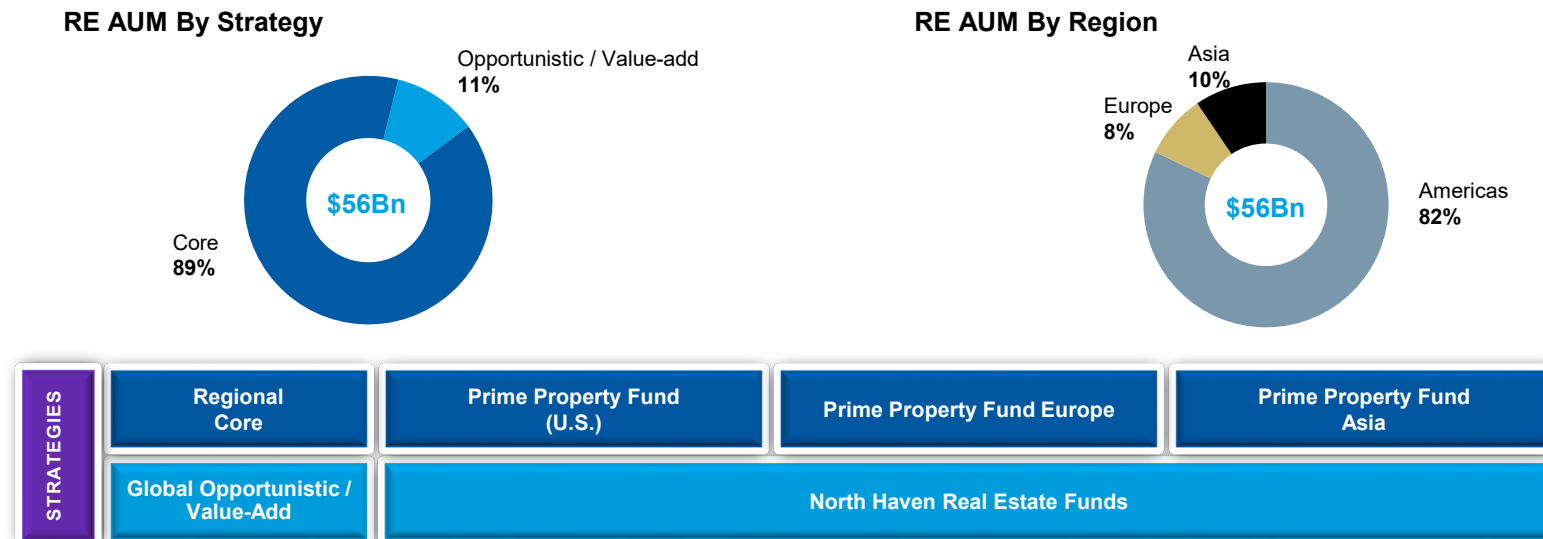 RE AUM By Strategy
Opportunistic / Value-add
11%
$56Bn
Core
89%
RE AUM By Region
Asia
10%
Europe
8%
$56Bn
Americas
82%
STRATEGIES
Regional
Core
Prime Property Fund
(U.S.)
Prime Property Fund Europe
Prime Property Fund
Asia
Global Opportunistic /
Value-Add
North Haven Real Estate Funds